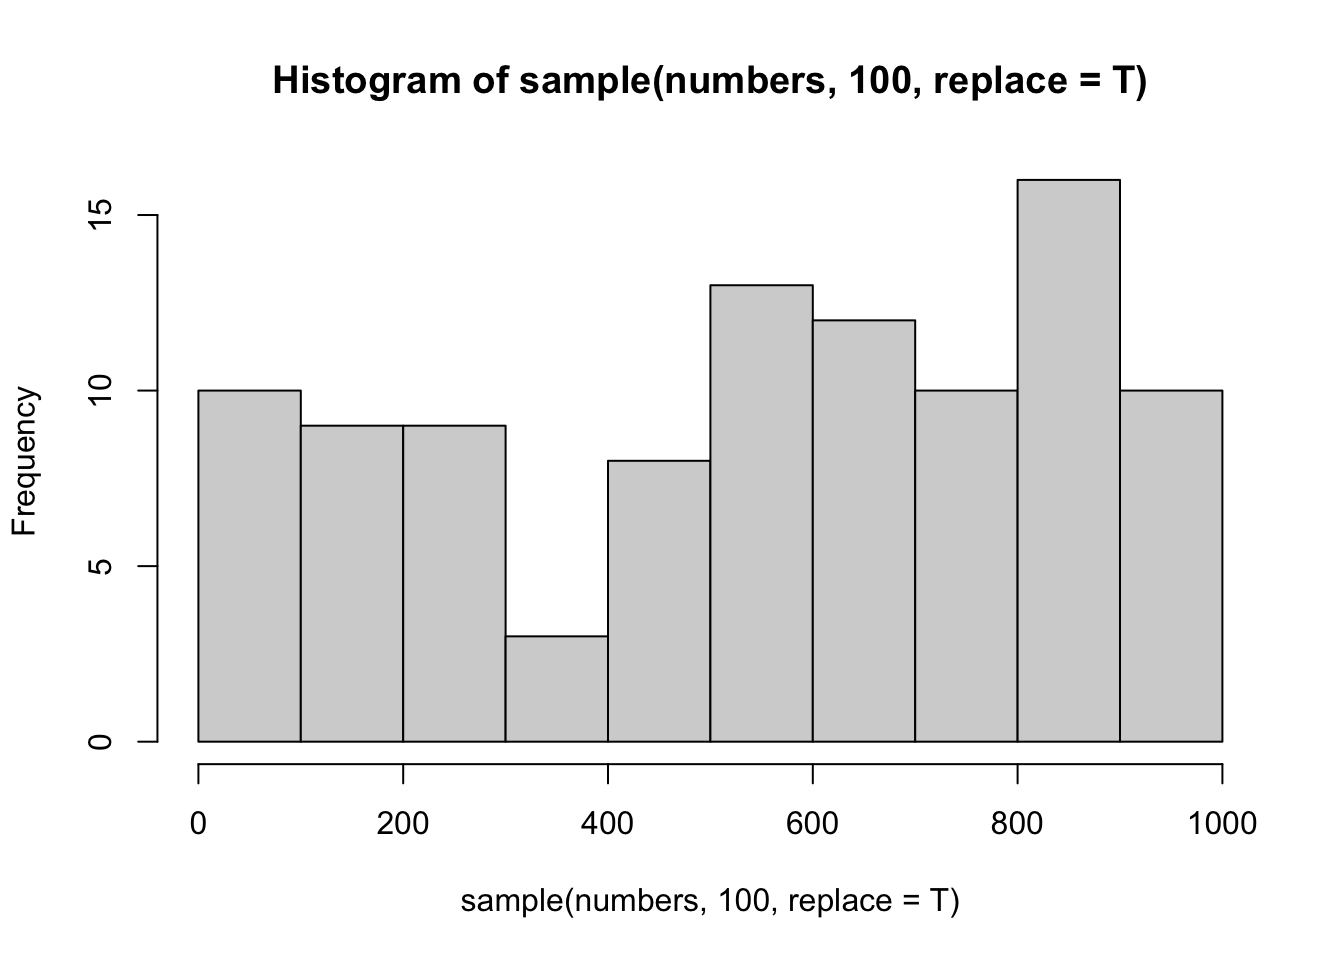 Histogram of sample(numbers, 100, replace = T)
Frequency
15
10
5
0
0 200 400 600 800 1000
sample(numbers, 100, replace = T)